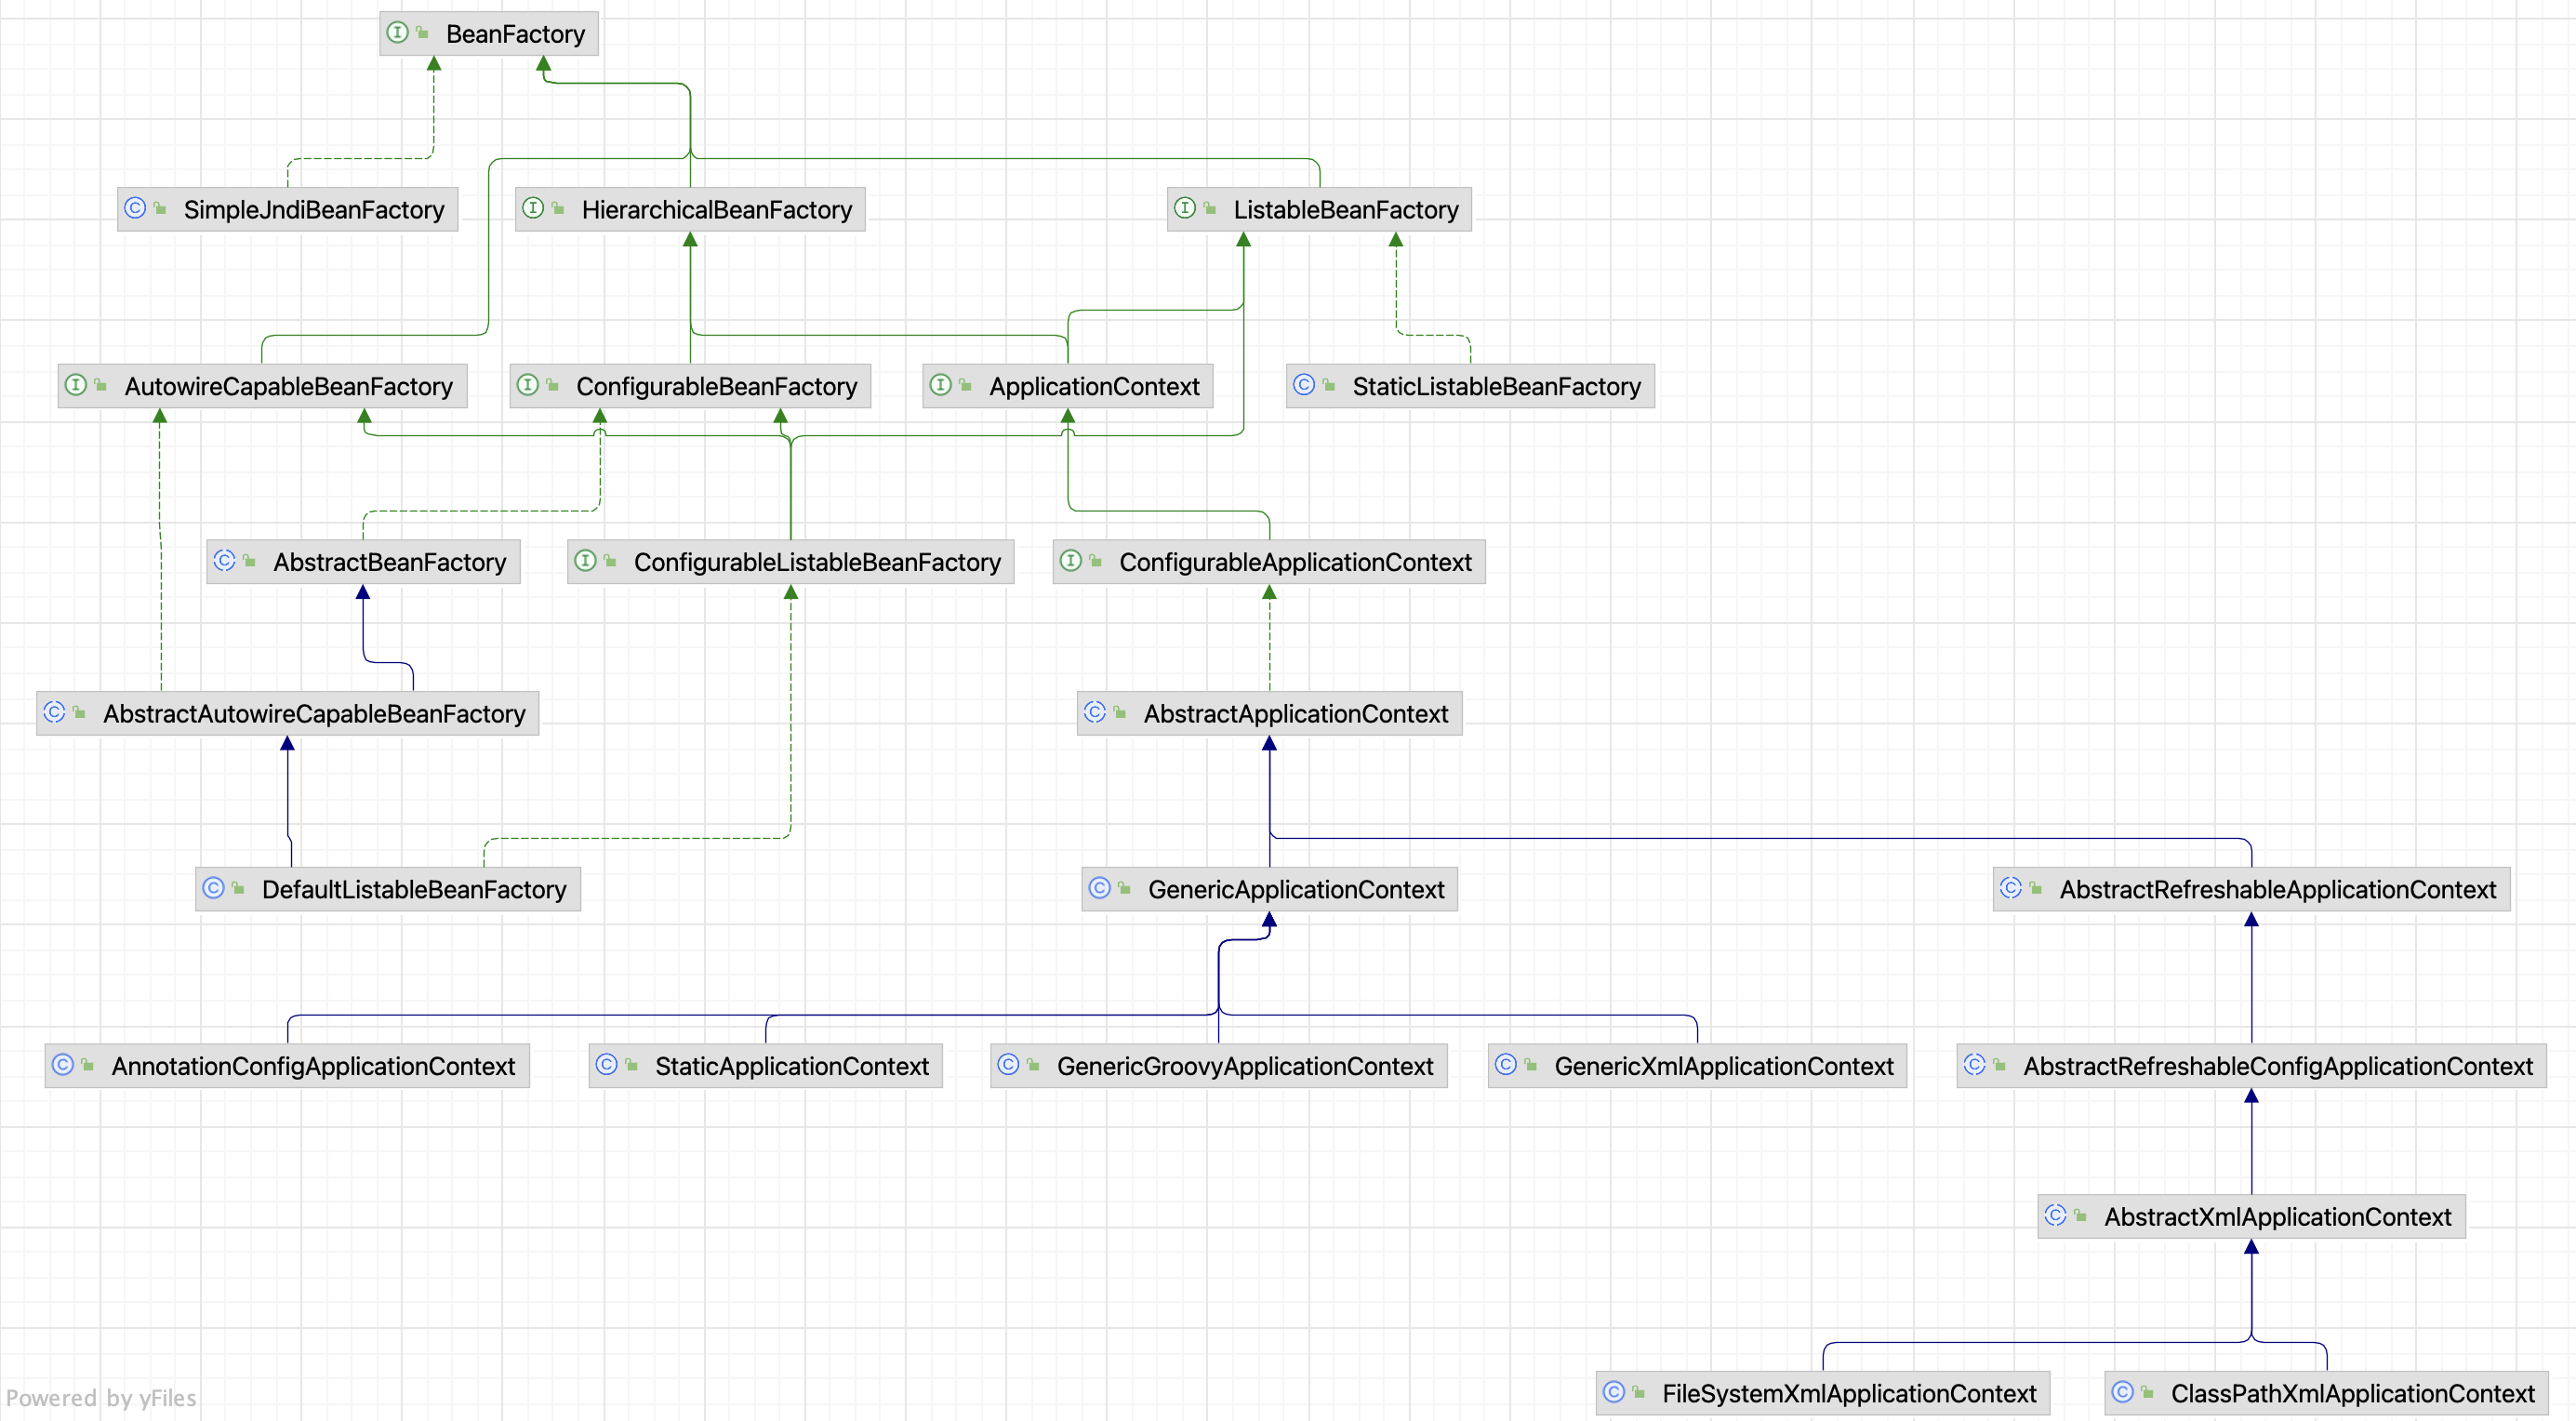 BeanFactory
SimpleJndiBeanFactory
HierarchicalBeanFactory
ListableBeanFactory
AutowireCapableBeanFactory
ConfigurableBeanFactory
ApplicationContext
StaticListableBeanFactory
AbstractBeanFactory
ConfigurableListableBeanFactory
ConfigurableApplicationContext
AbstractAutowireCapableBeanFactory
AbstractApplicationContext
DefaultListableBeanFactory
GenericApplicationContext
AbstractRefreshableApplicationContext
AnnotationConfigApplicationContext
StaticApplicationContext
GenericGroovyApplicationContext
GenericXmlApplicationContext
AbstractRefreshableConfigApplicationContext
AbstractXmlApplicationContext
FileSystemXmlApplicationContext
ClassPathXmlApplicationContext
Powered by yFiles